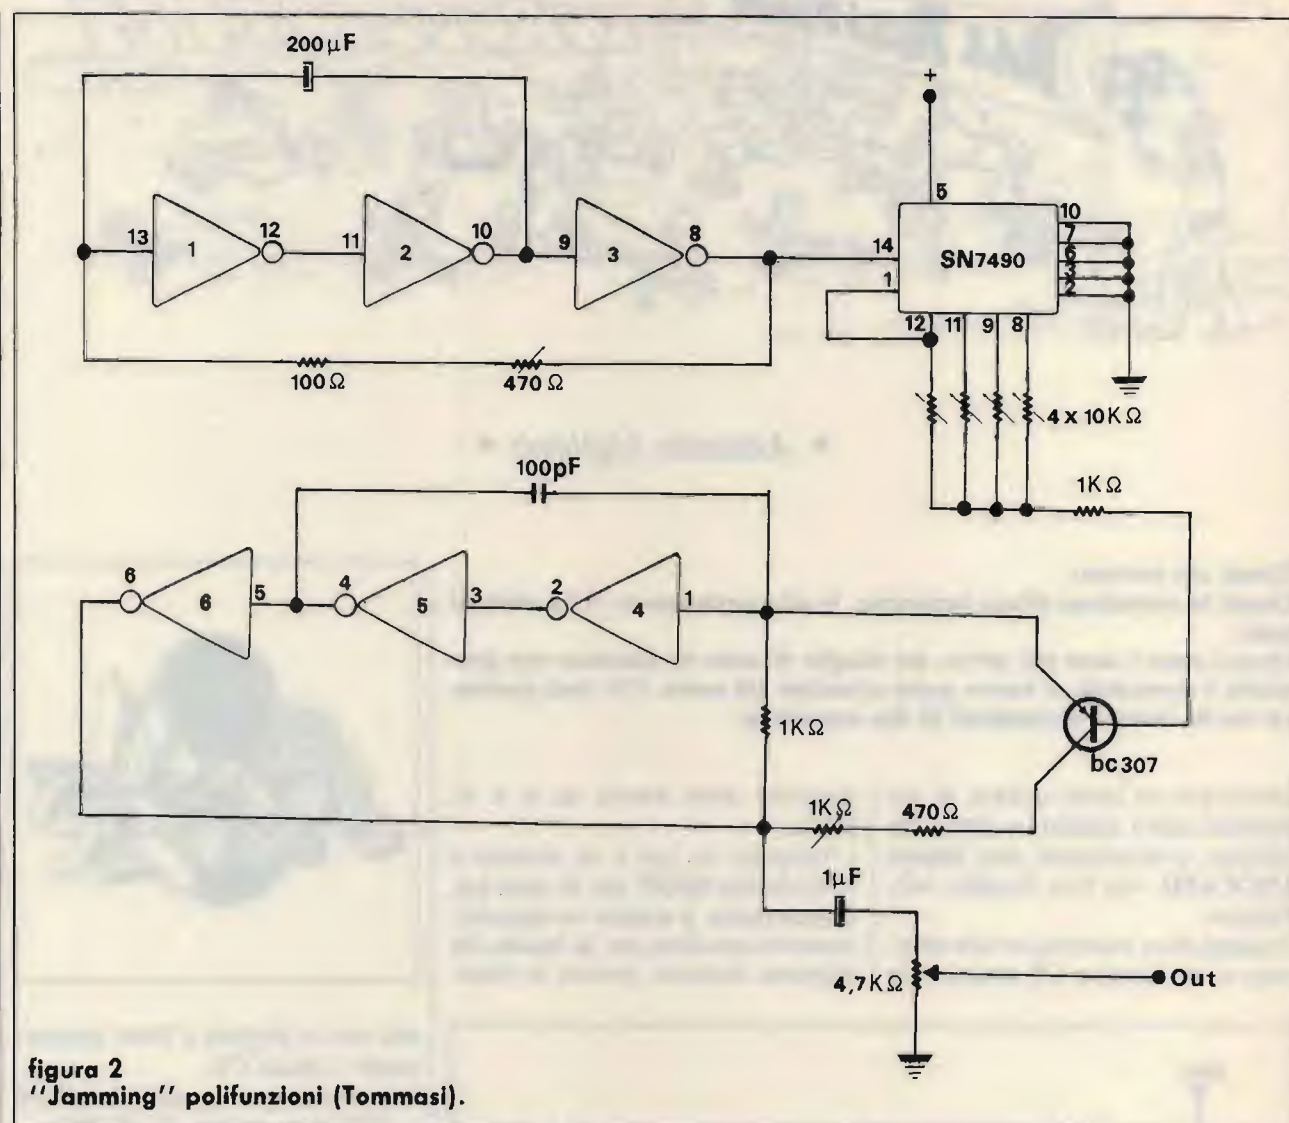 200μF
+
5
13
1
12
11
2
10
9
3
8
14
1
SN7490
10
7
6
3
2
12
11
9
8
100Ω
470Ω
4 x 10KΩ
100pF
1KΩ
6
6
5
4
5
3
2
4
1
1KΩ
bc307
1KΩ
470Ω
1μF
4,7KΩ
Out
figura 2
"Jamming" polifunzioni (Tommasi).